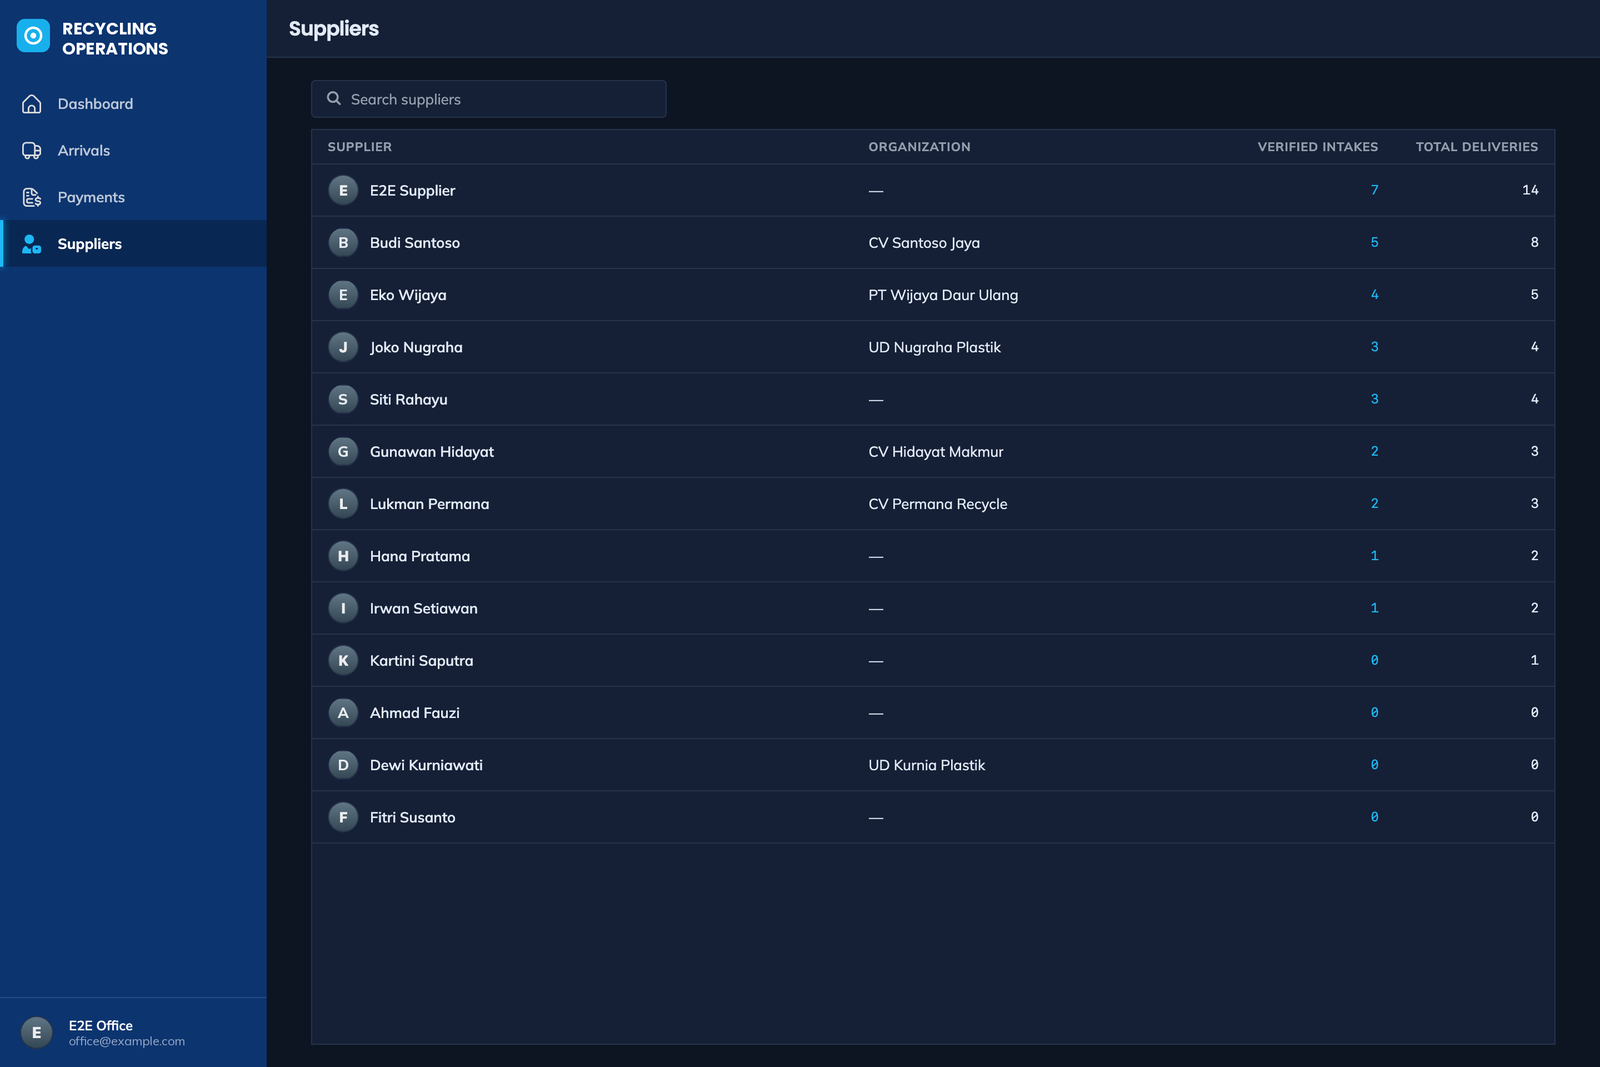 RECYCLING
OPERATIONS
Dashboard
Arrivals
Payments
Suppliers
E
E2E Office
office@example.com
Suppliers
Search suppliers
SUPPLIER ORGANIZATION VERIFIED INTAKES TOTAL DELIVERIES
E E2E Supplier — 7 14
B Budi Santoso CV Santoso Jaya 5 8
E Eko Wijaya PT Wijaya Daur Ulang 4 5
J Joko Nugraha UD Nugraha Plastik 3 4
S Siti Rahayu — 3 4
G Gunawan Hidayat CV Hidayat Makmur 2 3
L Lukman Permana CV Permana Recycle 2 3
H Hana Pratama — 1 2
I Irwan Setiawan — 1 2
K Kartini Saputra — 0 1
A Ahmad Fauzi — 0 0
D Dewi Kurniawati UD Kurnia Plastik 0 0
F Fitri Susanto — 0 0